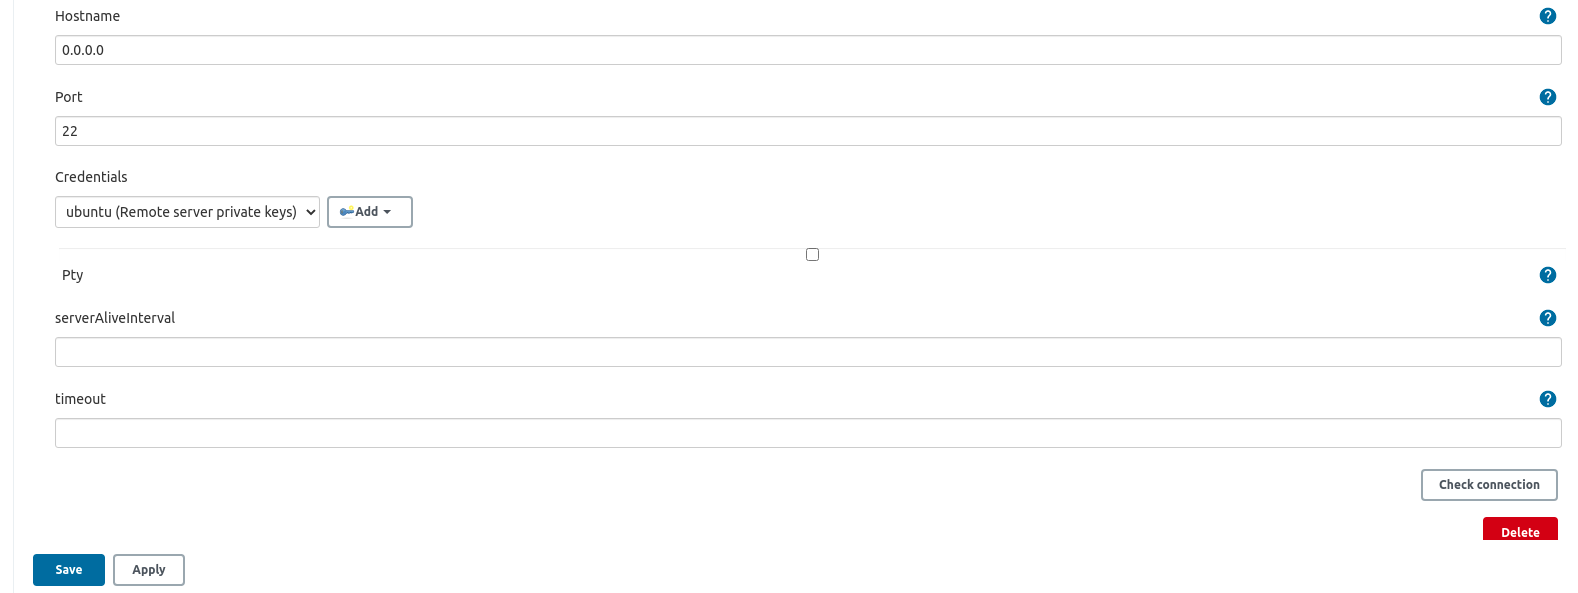 Hostname
0.0.0.0
Port
22
Credentials
ubuntu (Remote server private keys)
Add
Pty
serverAliveInterval
timeout
Check connection
Delete
Save
Apply